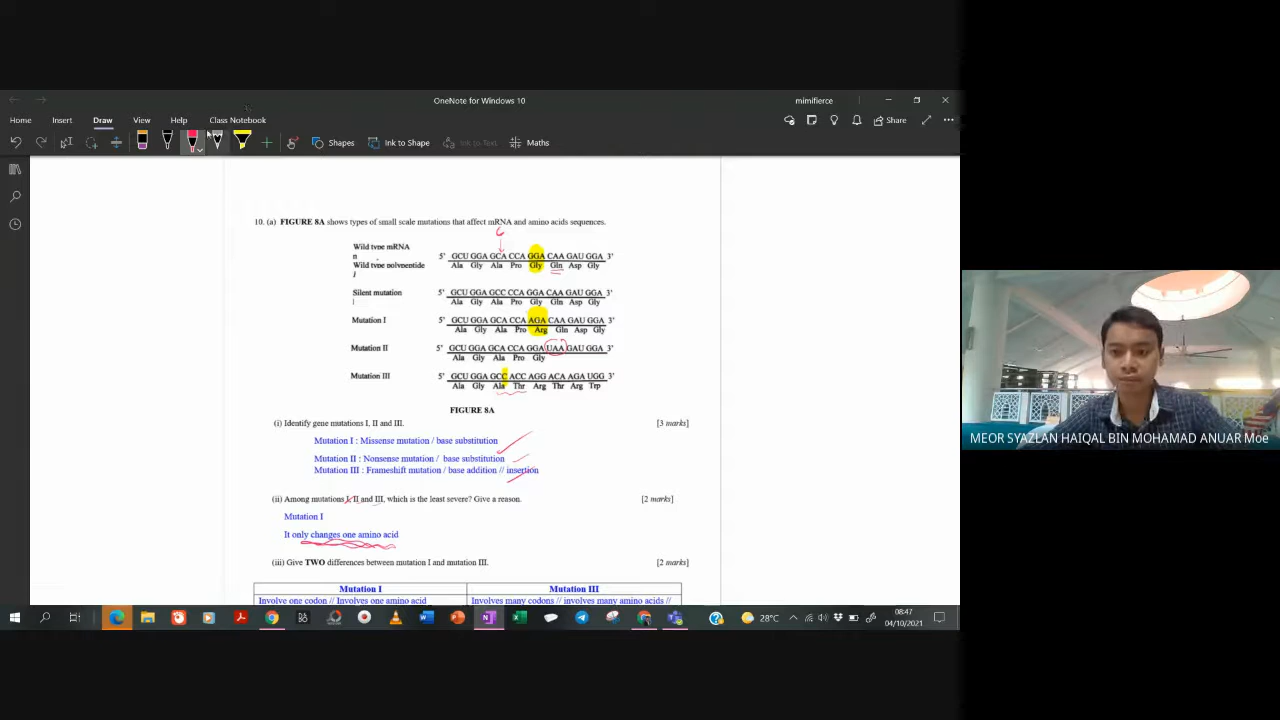 OneNote for Windows 10
mimifierce
Home Insert Draw View Help Class Notebook
Share
Shapes Ink to Shape Ink to Text Maths
10. (a) FIGURE 8A shows types of small scale mutations that affect mRNA and amino acids sequences.
Wild type mRNA
n
5' GCU GGA GCA CCA GGA CAA GAU GGA 3'
Wild type polypeptide
Ala Gly Ala Pro Gly Gln Asp Gly
Silent mutation
5' GCU GGA GCC CCA GGA CAA GAU GGA 3'
Ala Gly Ala Pro Gly Gln Asp Gly
Mutation I
5' GCU GGA GCA CCA AGA CAA GAU GGA 3'
Ala Gly Ala Pro Arg Gln Asp Gly
Mutation II
5' GCU GGA GCA CCA GGA UAA GAU GGA 3'
Ala Gly Ala Pro Gly
Mutation III
5' GCU GGA GCC ACC AGG ACA AGA UGG 3'
Ala Gly Ala Thr Arg Thr Arg Trp
FIGURE 8A
(i) Identify gene mutations I, II and III. [3 marks]
Mutation I : Missense mutation / base substitution
Mutation II : Nonsense mutation / base substitution
Mutation III : Frameshift mutation / base addition // insertion
(ii) Among mutations I, II and III, which is the least severe? Give a reason. [2 marks]
Mutation I
It only changes one amino acid
(iii) Give TWO differences between mutation I and mutation III. [2 marks]
Mutation I Mutation III
Involve one codon // Involves one amino acid Involves many codons // involves many amino acids //
28°C
08:47
04/10/2021
MEOR SYAZLAN HAIQAL BIN MOHAMAD ANUAR Moe